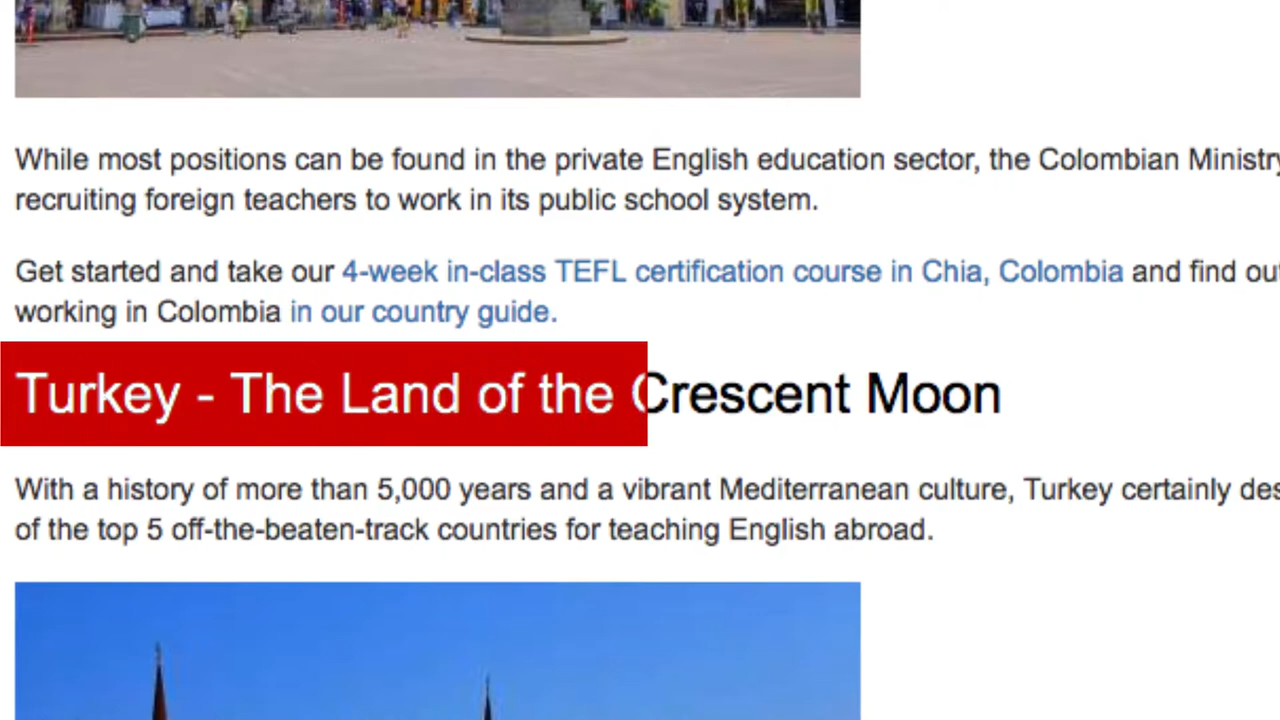 While most positions can be found in the private English education sector, the Colombian Ministry
recruiting foreign teachers to work in its public school system.
Get started and take our 4-week in-class TEFL certification course in Chia, Colombia and find out
working in Colombia in our country guide.
Turkey - The Land of the Crescent Moon
With a history of more than 5,000 years and a vibrant Mediterranean culture, Turkey certainly des
of the top 5 off-the-beaten-track countries for teaching English abroad.